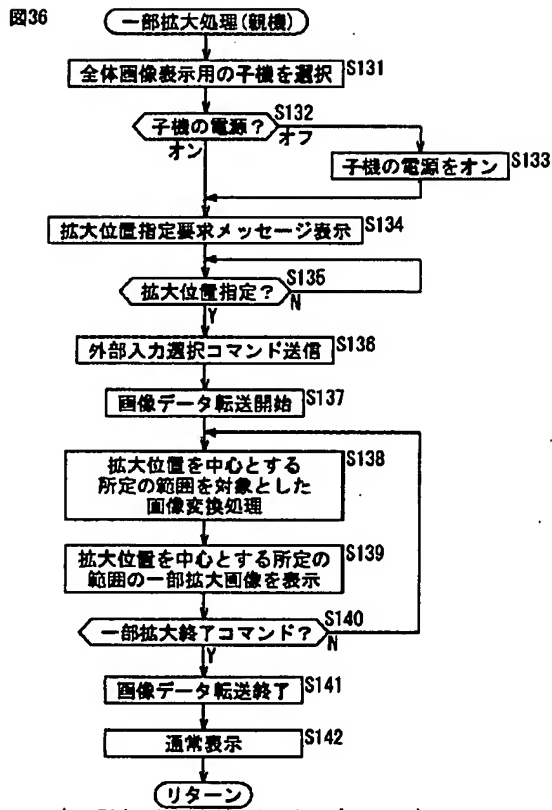 図36
一部拡大処理(親機)
全体画像表示用の子機を選択
S131
子機の電源?
S132
オン
オフ
子機の電源をオン
S133
拡大位置指定要求メッセージ表示
S134
拡大位置指定?
S135
Y
N
外部入力選択コマンド送信
S136
画像データ転送開始
S137
拡大位置を中心とする
所定の範囲を対象とした
画像変換処理
S138
拡大位置を中心とする所定の
範囲の一部拡大画像を表示
S139
一部拡大終了コマンド?
S140
Y
N
画像データ転送終了
S141
通常表示
S142
リターン